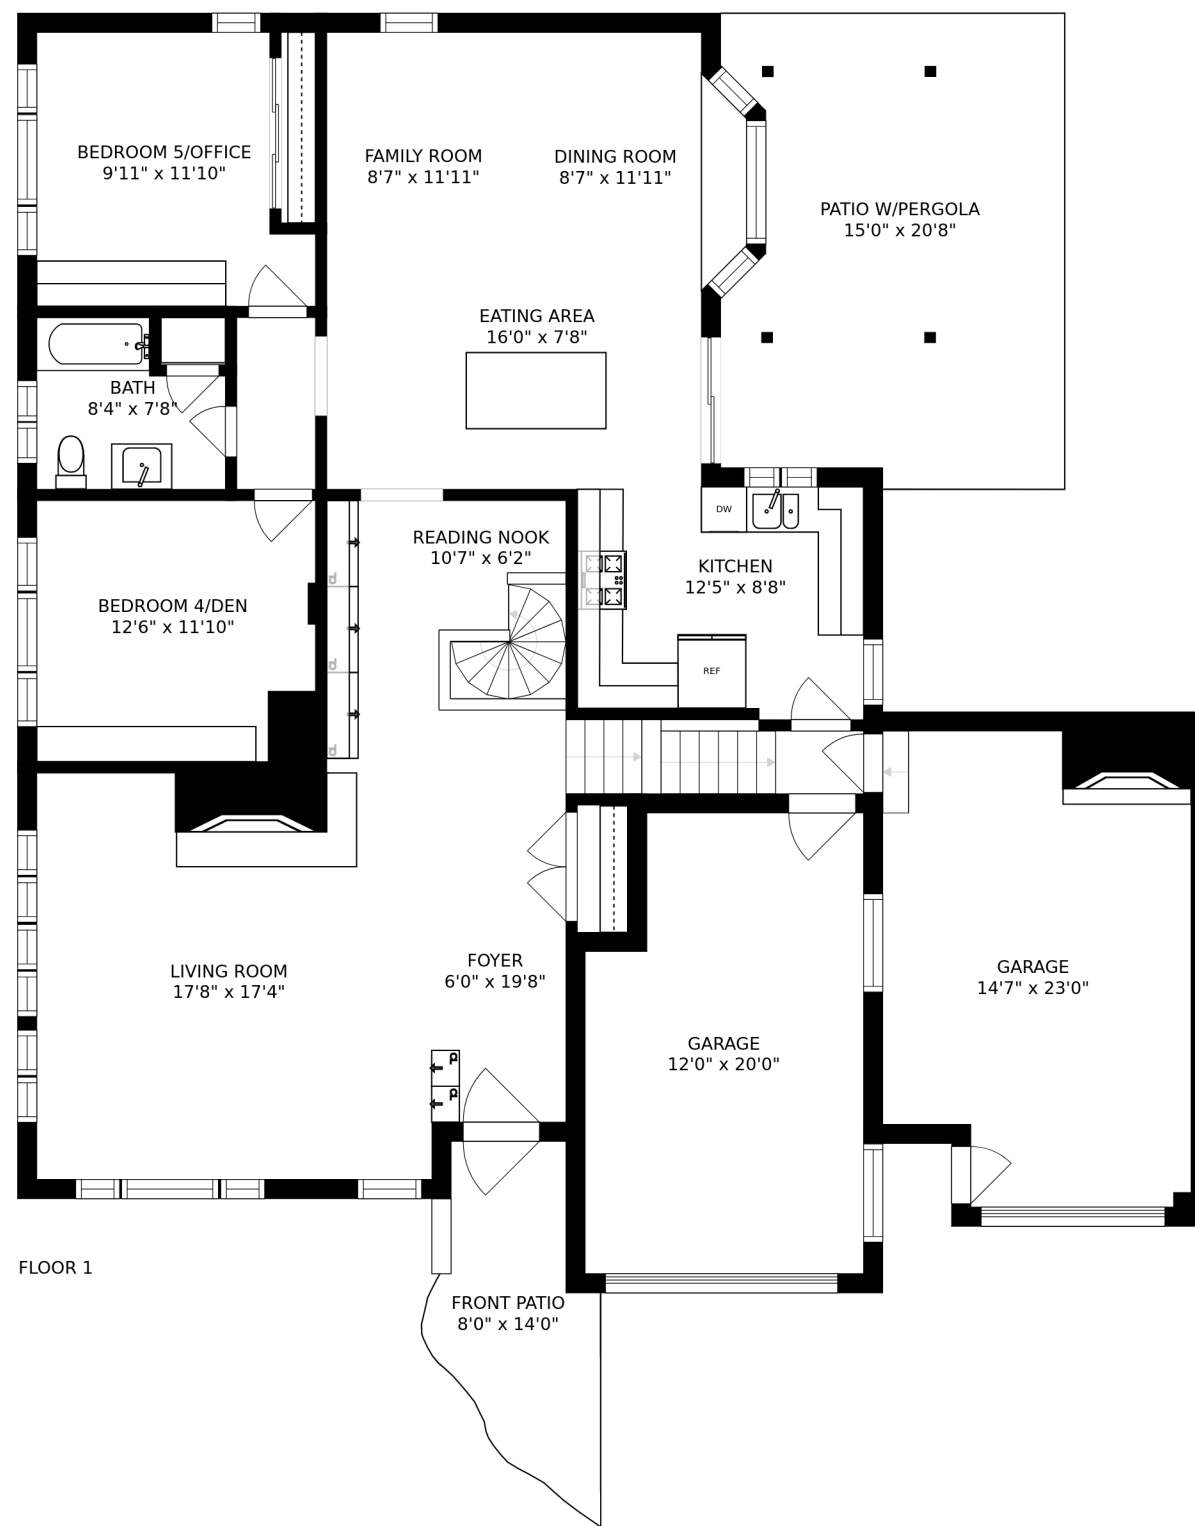 BEDROOM 5/OFFICE
9'11" x 11'10"
FAMILY ROOM
8'7" x 11'11"
DINING ROOM
8'7" x 11'11"
PATIO W/PERGOLA
15'0" x 20'8"
EATING AREA
16'0" x 7'8"
BATH
8'4" x 7'8"
DW
READING NOOK
10'7" x 6'2"
KITCHEN
12'5" x 8'8"
BEDROOM 4/DEN
12'6" x 11'10"
REF
LIVING ROOM
17'8" x 17'4"
FOYER
6'0" x 19'8"
GARAGE
14'7" x 23'0"
GARAGE
12'0" x 20'0"
FLOOR 1
FRONT PATIO
8'0" x 14'0"